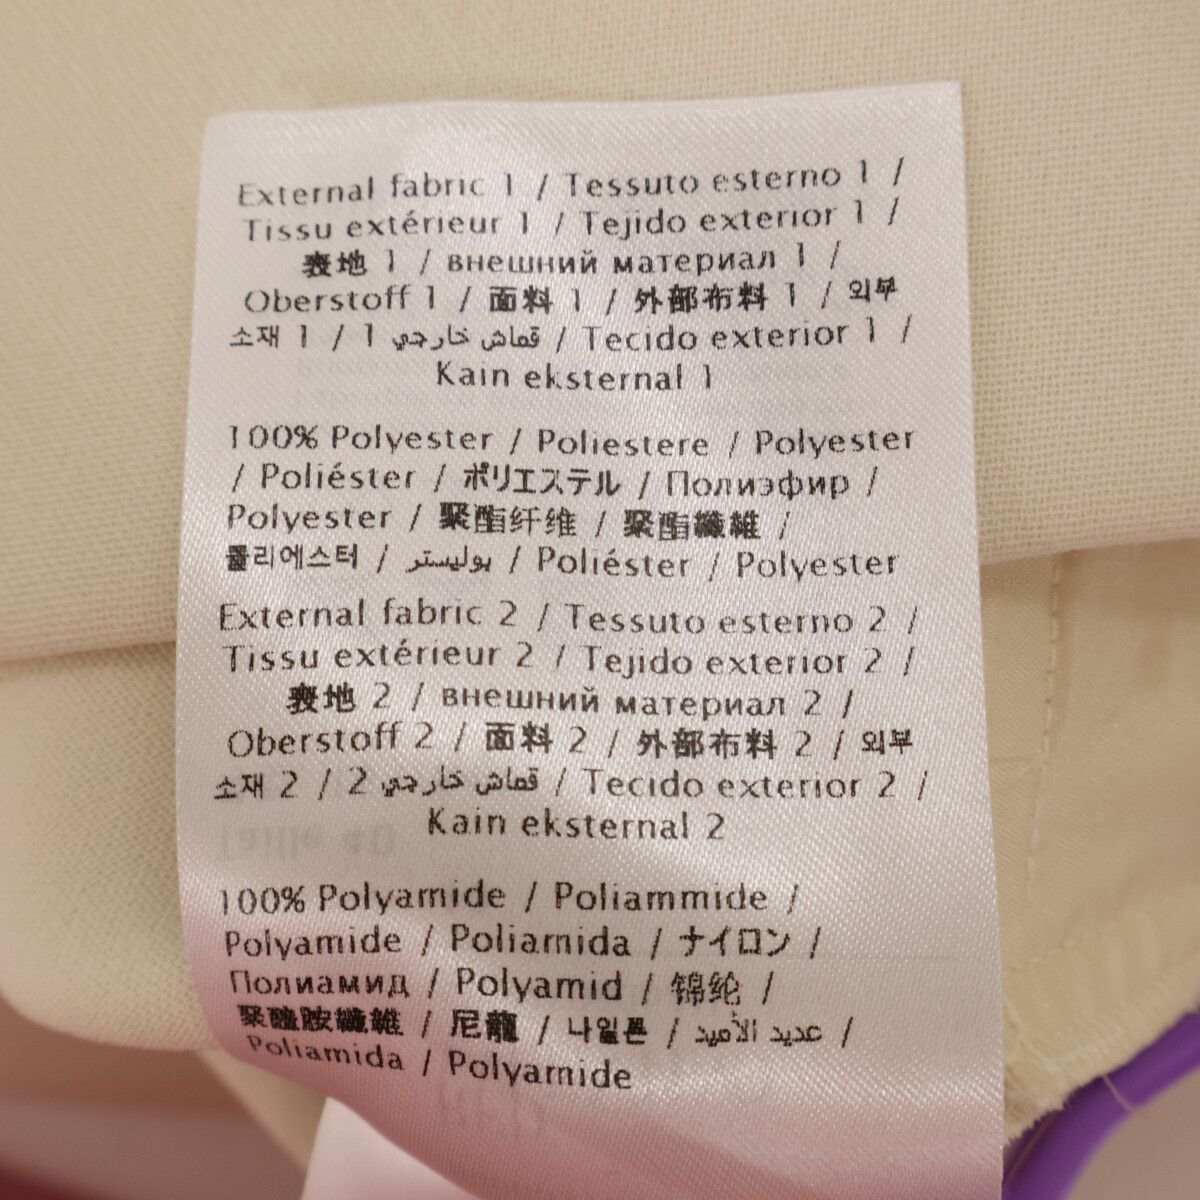 External fabric 1 / Tessuto esterno 1 /
Tissu extérieur 1 / Tejido exterior 1 /
表地 1 / внешний материал 1 /
Oberstoff 1 / 面料 1 / 外部布料 1 / 외부
소재 1 / 1 قماش خارجي / Tecido exterior 1 /
Kain eksternal 1
100% Polyester / Poliestere / Polyester
/ Poliéster / ポリエステル / Полиэфир /
Polyester / 聚酯纤维 / 聚酯纖維 /
폴리에스터 / بوليستر / Poliéster / Polyester
External fabric 2 / Tessuto esterno 2 /
Tissu extérieur 2 / Tejido exterior 2 /
表地 2 / внешний материал 2 /
Oberstoff 2 / 面料 2 / 外部布料 2 / 외부
소재 2 / 2 قماش خارجي / Tecido exterior 2 /
Kain eksternal 2
100% Polyamide / Poliammide /
Polyamide / Poliamida / ナイロン /
Полиамид / Polyamid / 锦纶 /
聚醯胺纖維 / 尼龍 / 나일론 / عديد الأميد /
Poliamida / Polyamide
Taille 40